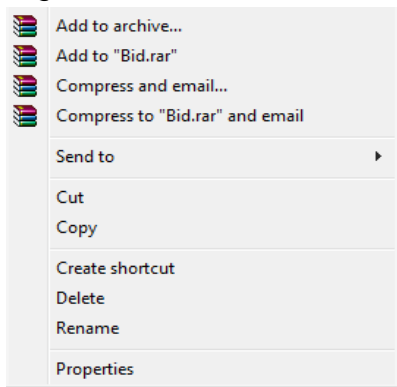 Add to archive...
Add to "Bid.rar"
Compress and email...
Compress to "Bid.rar" and email
Send to
Cut
Copy
Create shortcut
Delete
Rename
Properties